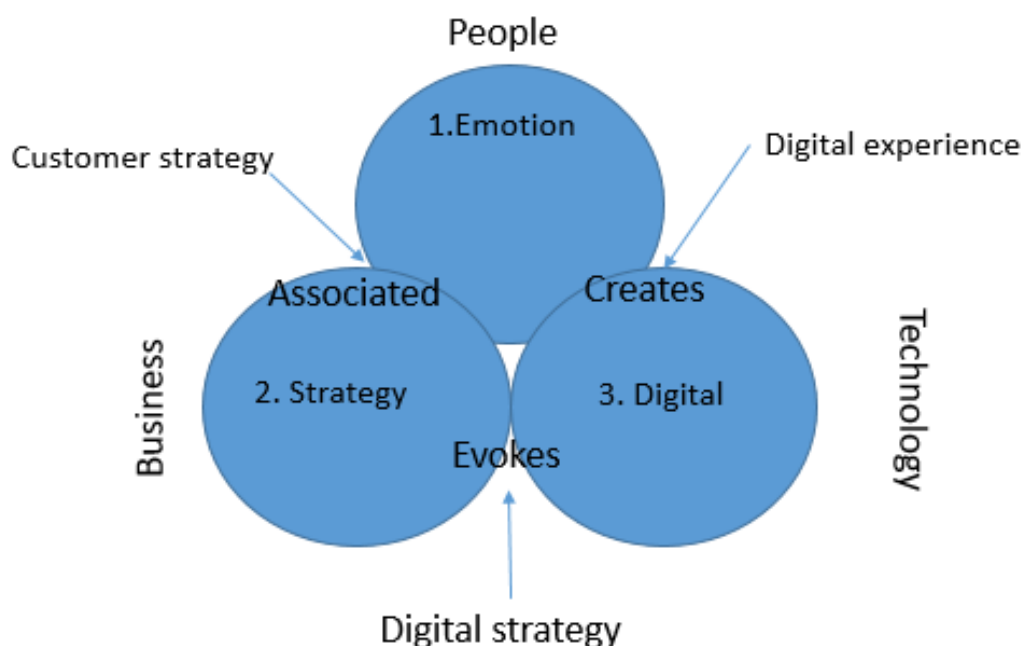 People
1.Emotion
Customer strategy
Digital experience
Associated
Creates
Business
2. Strategy
3. Digital
Technology
Evokes
Digital strategy